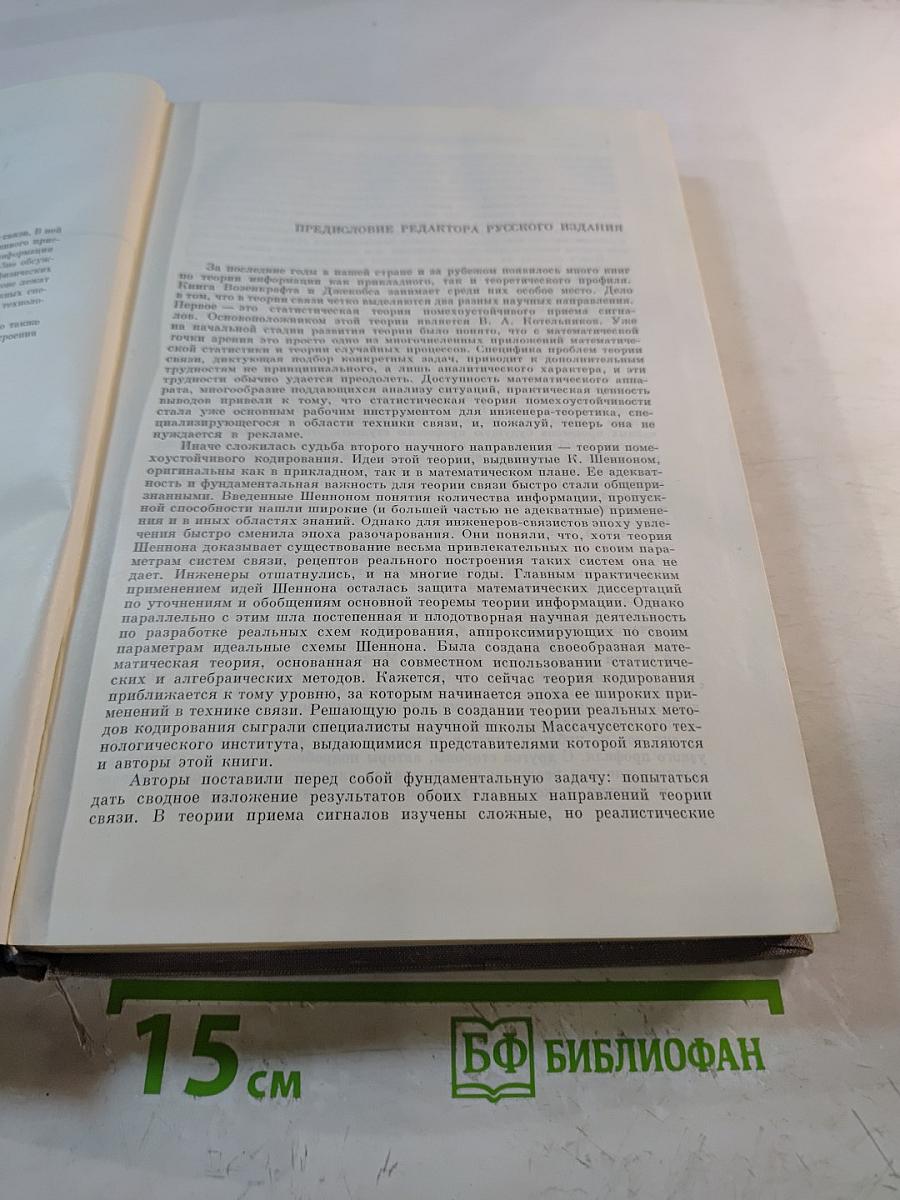 связи. В ней
информации
обсуж-
физических
лежат
техноло-
также
ПРЕДИСЛОВИЕ РЕДАКТОРА РУССКОГО ИЗДАНИЯ
За последние годы в нашей стране и за рубежом появилось много книг
по теории информации как прикладного, так и теоретического профиля.
Книга Возенкрафта и Джекобса занимает среди них особое место. Дело
в том, что в теории связи четко выделяются два разных научных направления.
Первое — это статистическая теория помехоустойчивого приема сигна-
лов. Основоположником этой теории является В. А. Котельников. Уже
на начальной стадии развития теории было понято, что с математической
точки зрения это просто одно из многочисленных приложений математиче-
ской статистики и теории случайных процессов. Специфика проблем теории
связи, диктующая подбор конкретных задач, приводит к дополнительным
трудностям не принципиального, а лишь аналитического характера, и эти
трудности обычно удается преодолеть. Доступность математического аппа-
рата, многообразие поддающихся анализу ситуаций, практическая ценность
выводов привели к тому, что статистическая теория помехоустойчивости
стала уже основным рабочим инструментом для инженера-теоретика, спе-
циализирующегося в области техники связи, и, пожалуй, теперь она не
нуждается в рекламе.
Иначе сложилась судьба второго научного направления — теории поме-
хоустойчивого кодирования. Идеи этой теории, выдвинутые К. Шенноном,
оригинальны как в прикладном, так и в математическом плане. Ее адекват-
ность и фундаментальная важность для теории связи быстро стали общепри-
знанными. Введенные Шенноном понятия количества информации, пропуск-
ной способности нашли широкие (и большей частью не адекватные) примене-
ния и в иных областях знаний. Однако для инженеров-связистов эпоху увле-
чения быстро сменила эпоха разочарования. Они поняли, что, хотя теория
Шеннона доказывает существование весьма привлекательных по своим пара-
метрам систем связи, рецептов реального построения таких систем она не
дает. Инженеры отшатнулись, и на многие годы. Главным практическим
применением идей Шеннона осталась защита математических диссертаций
по уточнениям и обобщениям основной теоремы теории информации. Однако
параллельно с этим шла постепенная и плодотворная научная деятельность
по разработке реальных схем кодирования, аппроксимирующих по своим
параметрам идеальные схемы Шеннона. Была создана своеобразная мате-
матическая теория, основанная на совместном использовании статистиче-
ских и алгебраических методов. Кажется, что сейчас теория кодирования
приближается к тому уровню, за которым начинается эпоха ее широких при-
менений в технике связи. Решающую роль в создании теории реальных мето-
дов кодирования сыграли специалисты научной школы Массачусетского тех-
нологического института, выдающимися представителями которой являются
и авторы этой книги.
Авторы поставили перед собой фундаментальную задачу: попытаться
дать сводное изложение результатов обоих главных направлений теории
связи. В теории приема сигналов изучены сложные, но реалистические
15 см
БФ БИБЛИОФАН